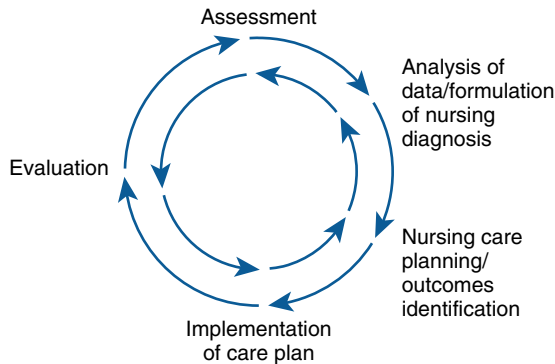 Assessment
Analysis of
data/formulation
of nursing
diagnosis
Evaluation
Nursing care
planning/
outcomes
identification
Implementation
of care plan